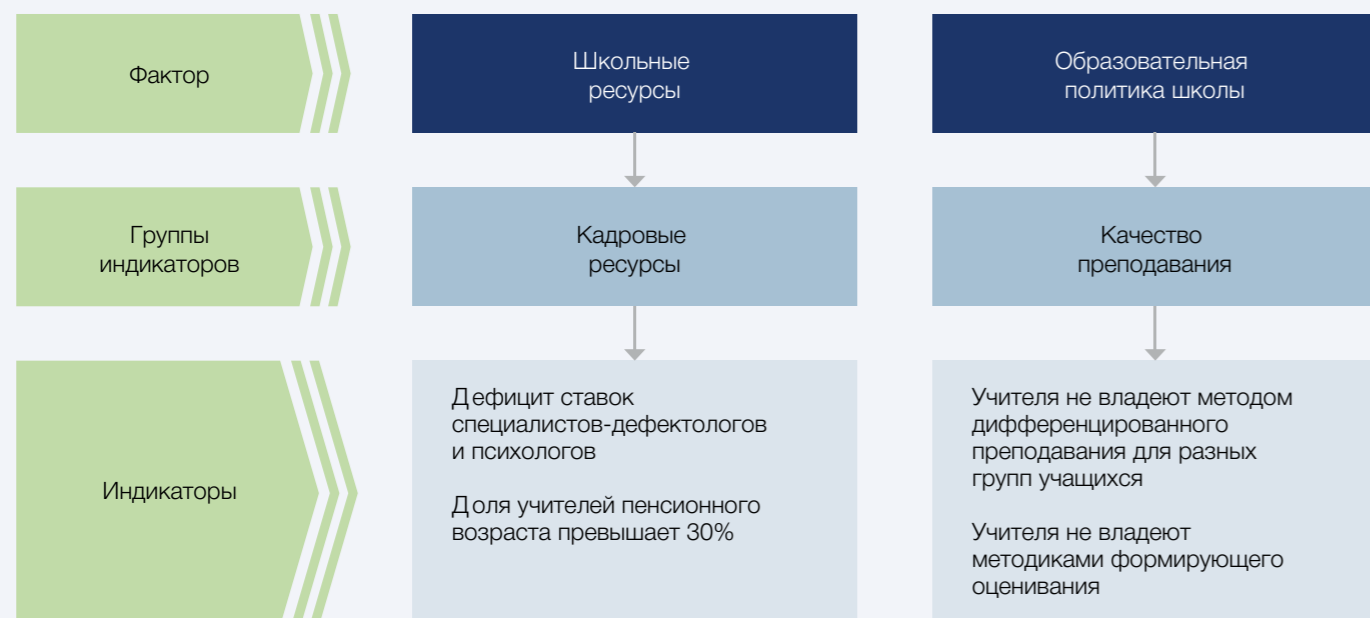 Фактор
Школьные
ресурсы
Образовательная
политика школы
Группы
индикаторов
Кадровые
ресурсы
Качество
преподавания
Индикаторы
Дефицит ставок
специалистов-дефектологов
и психологов
Доля учителей пенсионного
возраста превышает 30%
Учителя не владеют методом
дифференцированного
преподавания для разных
групп учащихся
Учителя не владеют
методиками формирующего
оценивания